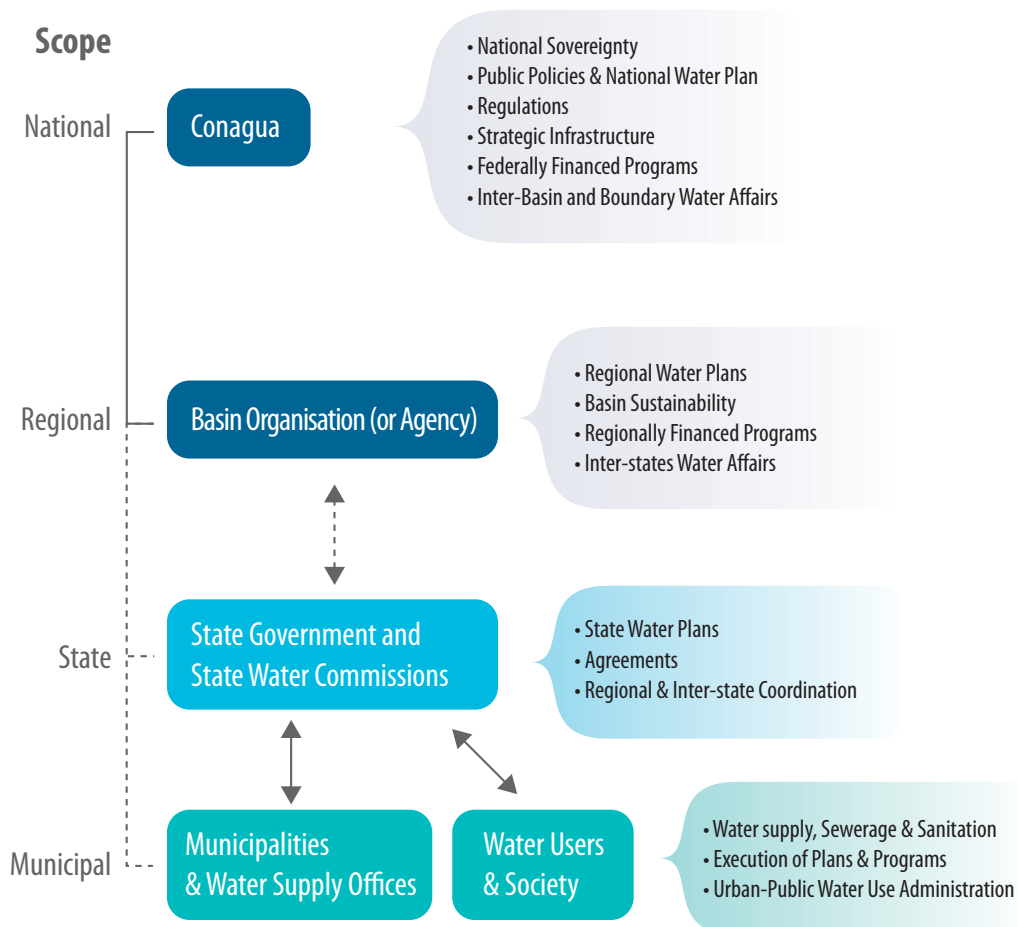 Scope
National
Conagua
• National Sovereignty
• Public Policies & National Water Plan
• Regulations
• Strategic Infrastructure
• Federally Financed Programs
• Inter-Basin and Boundary Water Affairs
Regional
Basin Organisation (or Agency)
• Regional Water Plans
• Basin Sustainability
• Regionally Financed Programs
• Inter-states Water Affairs
State
State Government and
State Water Commissions
• State Water Plans
• Agreements
• Regional & Inter-state Coordination
Municipal
Municipalities
& Water Supply Offices
Water Users
& Society
• Water supply, Sewerage & Sanitation
• Execution of Plans & Programs
• Urban-Public Water Use Administration